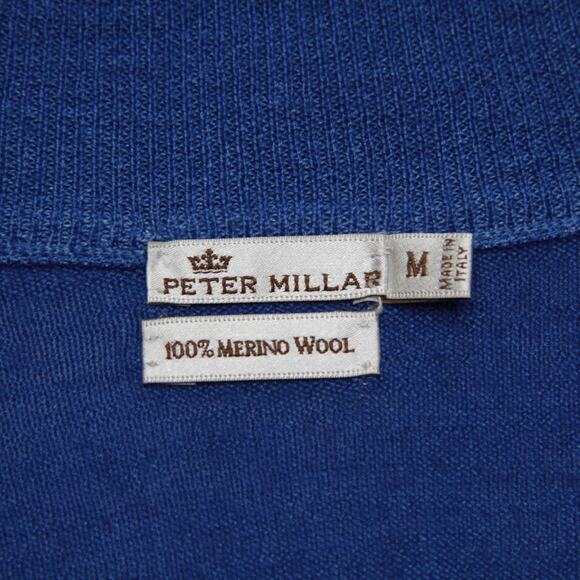 PETER MILLAR
M
MADE IN
ITALY
100% MERINO WOOL